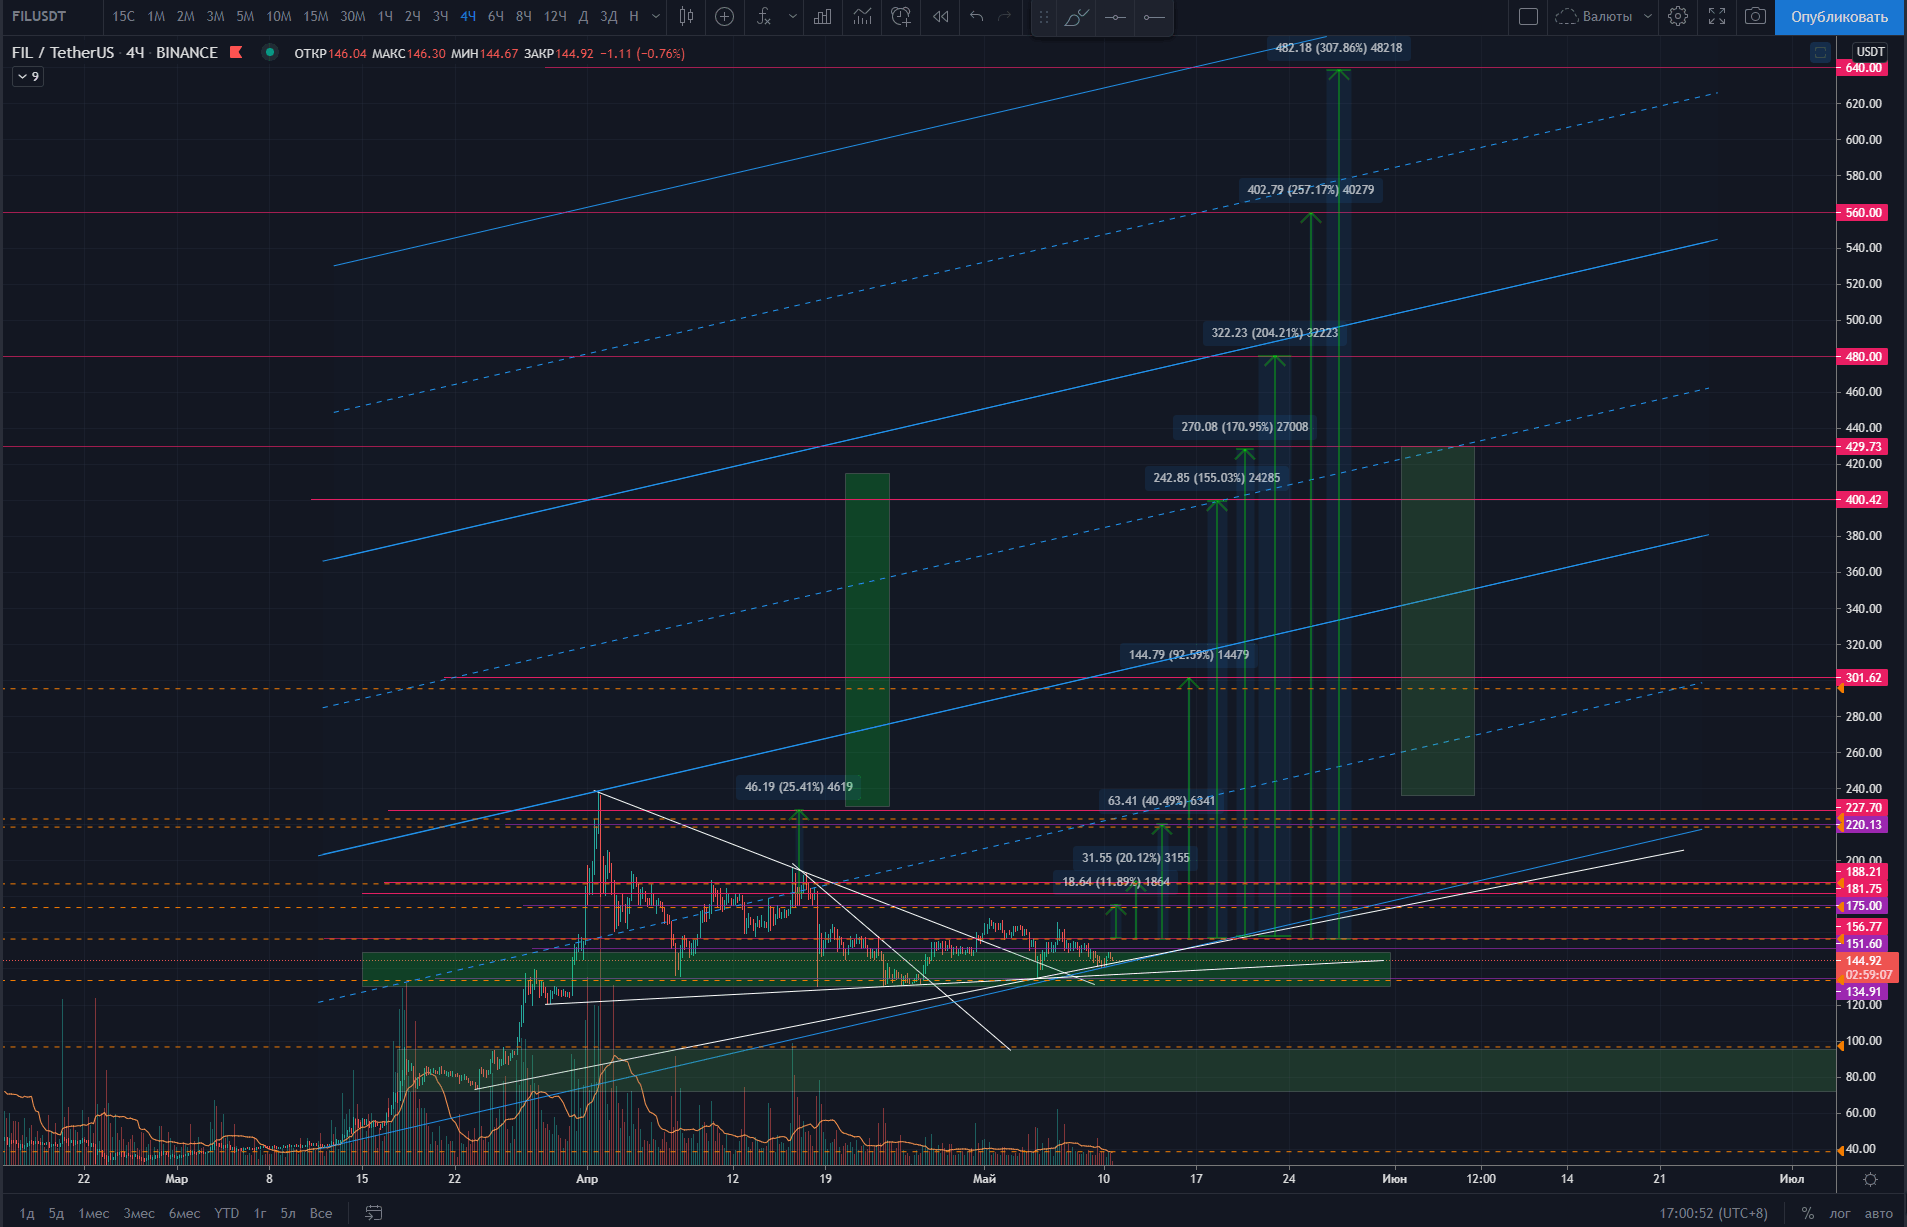 FILUSDT 15С 1М 2М 3М 5М 10М 15М 30М 1Ч 2Ч 3Ч 4Ч 6Ч 8Ч 12Ч Д 3Д Н Валюты Опубликовать
FIL / TetherUS · 4Ч · BINANCE ОТКР146.04 МАКС146.30 МИН144.67 ЗАКР144.92 −1.11 (−0.76%)
9
USDT
482.18 (307.86%) 48218
402.79 (257.17%) 40279
322.23 (204.21%) 32223
270.08 (170.95%) 27008
242.85 (155.03%) 24285
144.79 (92.59%) 14479
46.19 (25.41%) 4619
63.41 (40.49%) 6341
31.55 (20.12%) 3155
18.64 (11.89%) 1864
640.00
620.00
600.00
580.00
560.00
540.00
520.00
500.00
480.00
460.00
440.00
429.73
420.00
400.42
380.00
360.00
340.00
320.00
301.62
280.00
260.00
240.00
227.70
220.13
200.00
188.21
181.75
175.00
156.77
151.60
144.92
02:59:07
134.91
120.00
100.00
80.00
60.00
40.00
22 Мар 8 15 22 Апр 12 19 Май 10 17 24 Июн 12:00 14 21 Июл
1д 5д 1мес 3мес 6мес YTD 1г 5л Все 17:00:52 (UTC+8) % лог авто